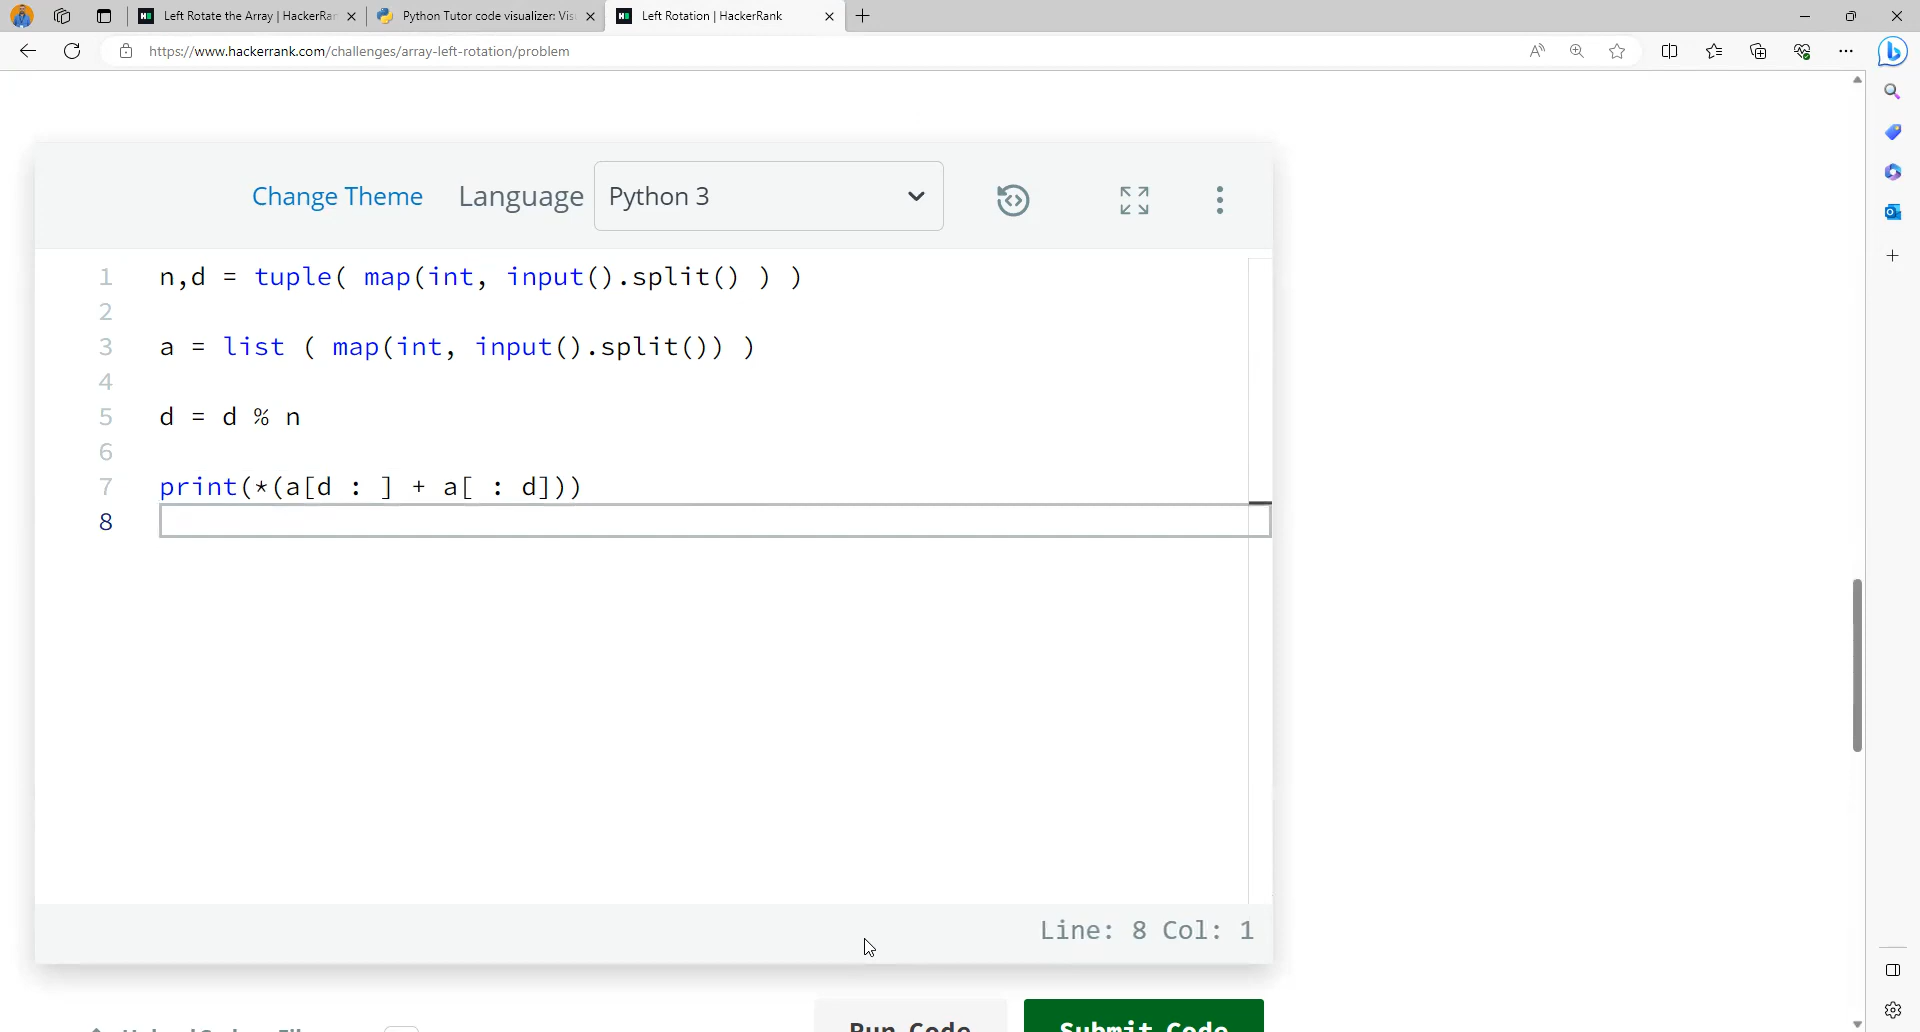 Left Rotate the Array | HackerRan
Python Tutor code visualizer: Vis
Left Rotation | HackerRank
https://www.hackerrank.com/challenges/array-left-rotation/problem
Change Theme Language Python 3
1 n,d = tuple( map(int, input().split() ) )
2
3 a = list ( map(int, input().split()) )
4
5 d = d % n
6
7 print(*(a[d : ] + a[ : d]))
8
Line: 8 Col: 1
Run Code Submit Code